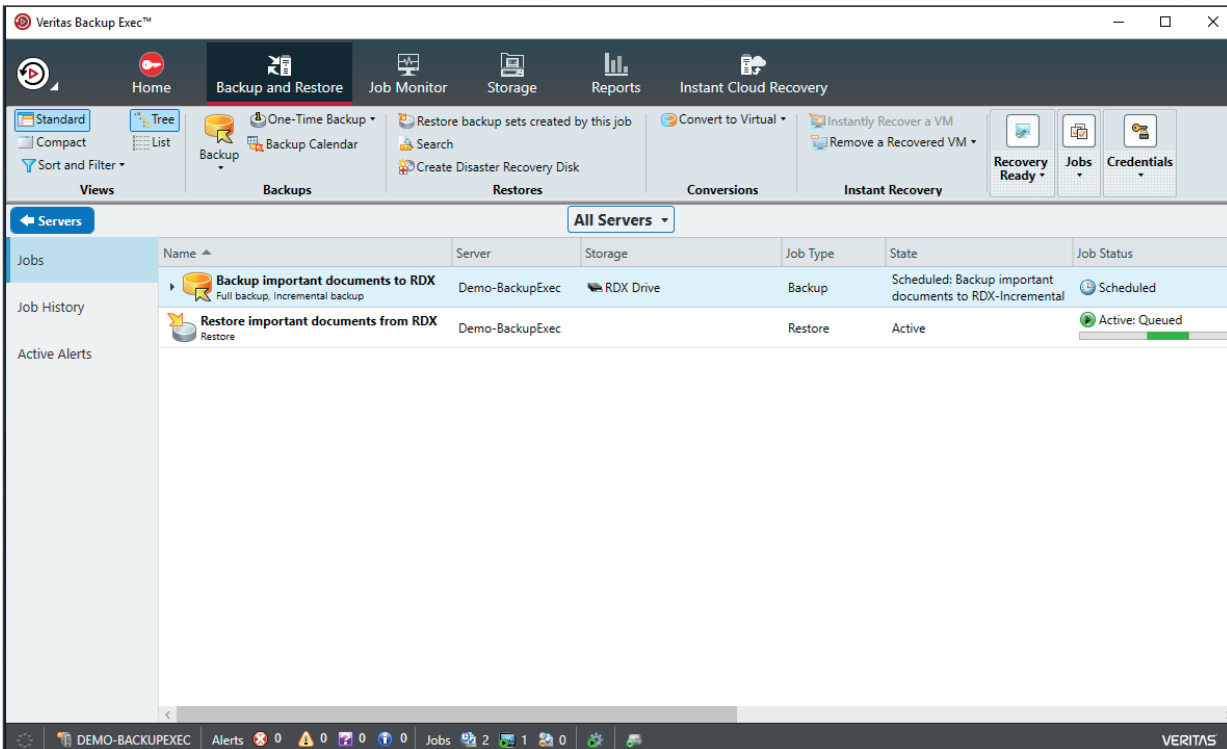 Veritas Backup Exec™
Home
Backup and Restore
Job Monitor
Storage
Reports
Instant Cloud Recovery
Standard
Compact
Sort and Filter
Tree
List
Views
Backup
One-Time Backup
Backup Calendar
Backups
Restore backup sets created by this job
Search
Create Disaster Recovery Disk
Restores
Convert to Virtual
Conversions
Instantly Recover a VM
Remove a Recovered VM
Instant Recovery
Recovery
Ready
Jobs
Credentials
Servers
All Servers
Jobs
Job History
Active Alerts
Name Server Storage Job Type State Job Status
Backup important documents to RDX
Full backup, Incremental backup
Demo-BackupExec
RDX Drive
Backup
Scheduled: Backup important
documents to RDX-Incremental
Scheduled
Restore important documents from RDX
Restore
Demo-BackupExec
Restore
Active
Active: Queued
DEMO-BACKUPEXEC Alerts 0 0 0 0 Jobs 2 1 0 VERITAS